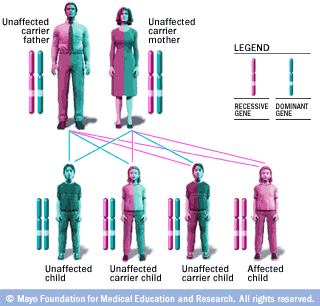 Unaffected
carrier
father
Unaffected
carrier
mother
LEGEND
RECESSIVE
GENE
DOMINANT
GENE
Unaffected
child
Unaffected
carrier child
Unaffected
carrier child
Affected
child
© Mayo Foundation for Medical Education and Research. All rights reserved.